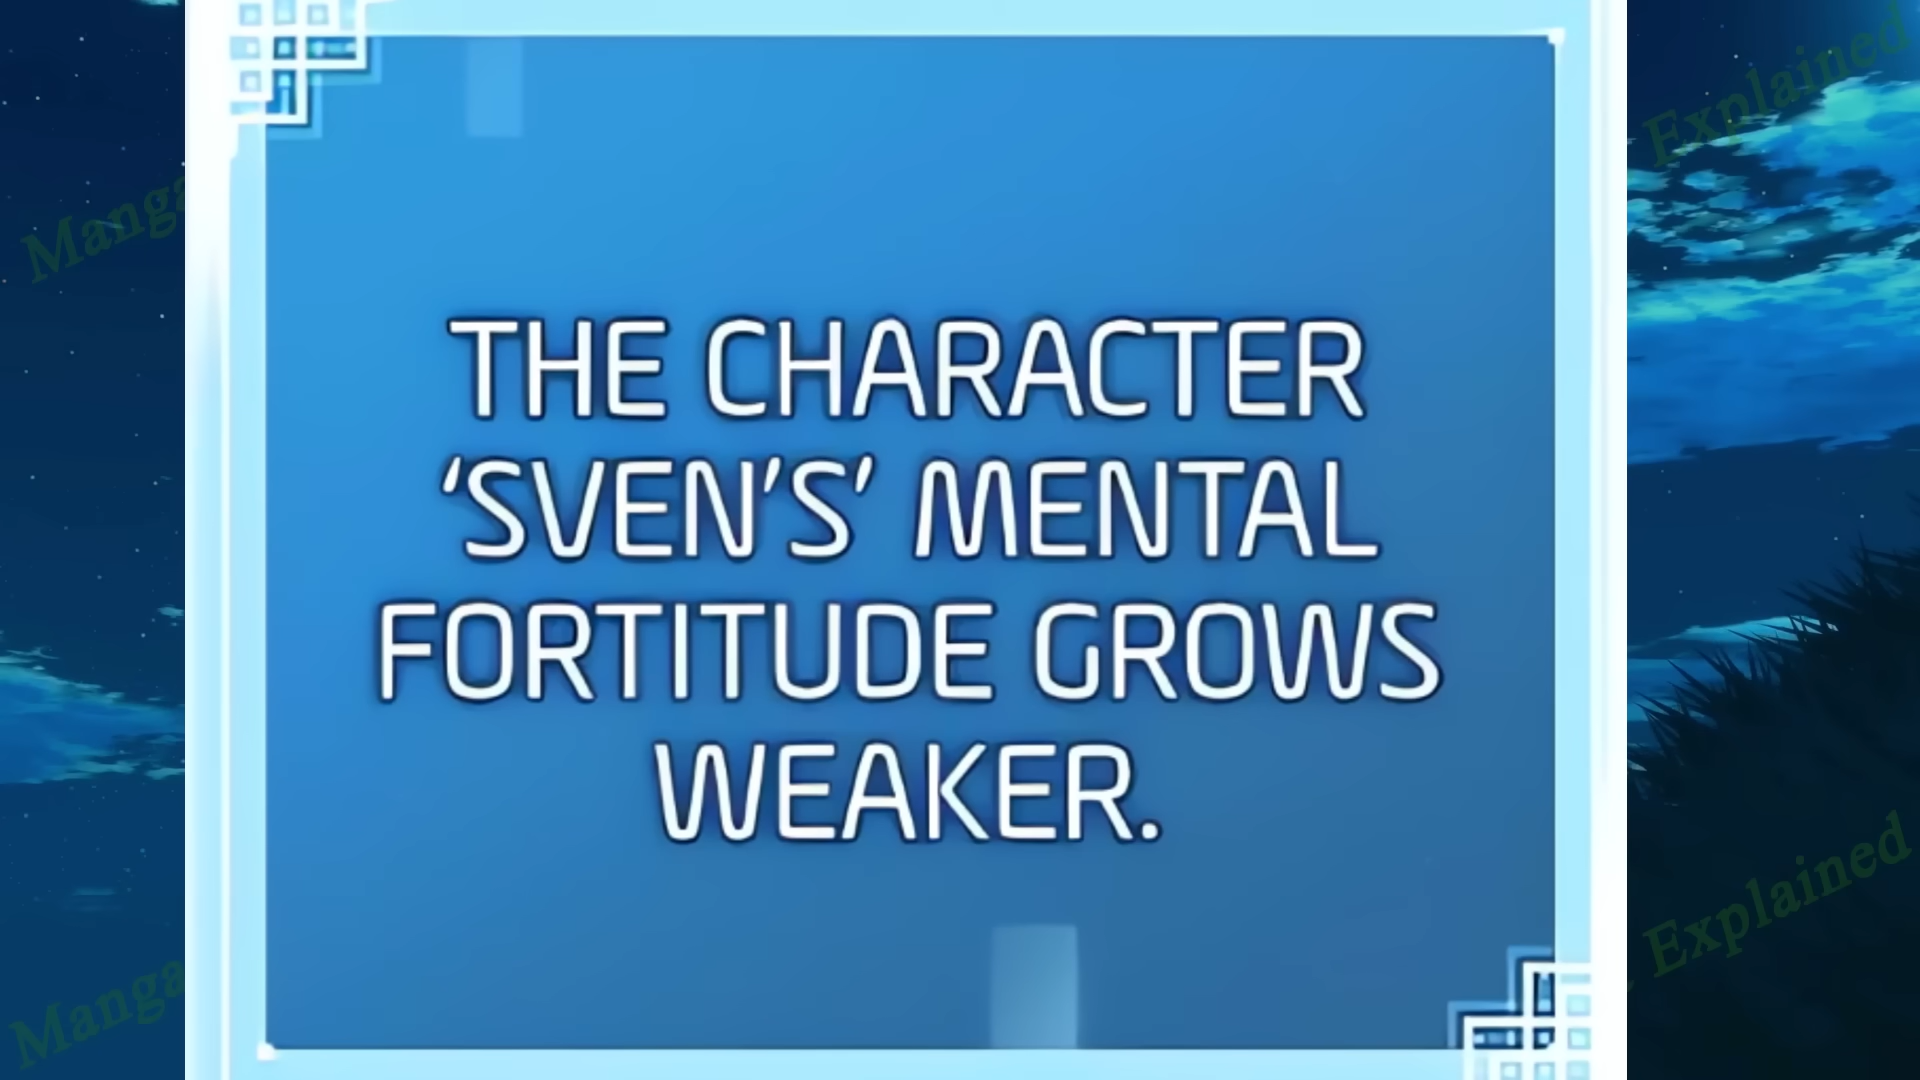 THE CHARACTER
‘SVEN’S’ MENTAL
FORTITUDE GROWS
WEAKER.
Manga
Explained
Manga
Explained